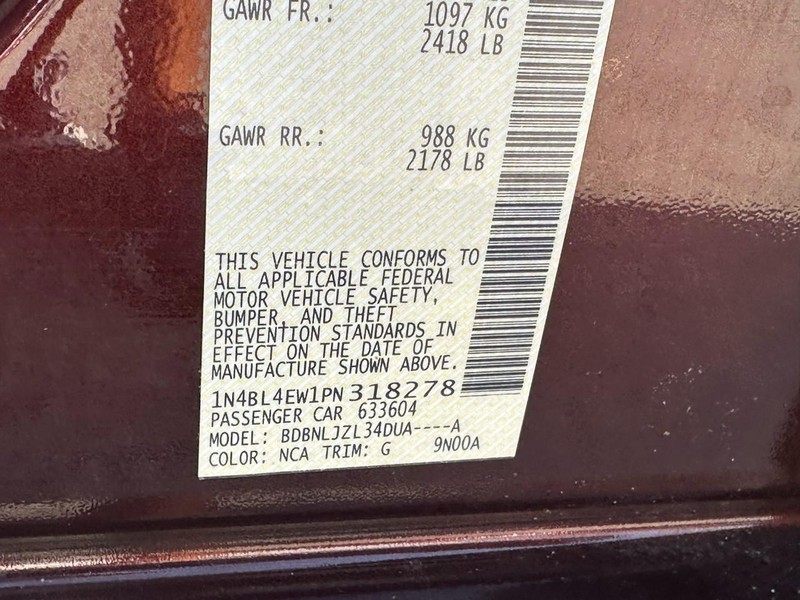 GAWR FR.: 1097 KG
2418 LB
GAWR RR.: 988 KG
2178 LB
THIS VEHICLE CONFORMS TO
ALL APPLICABLE FEDERAL
MOTOR VEHICLE SAFETY,
BUMPER, AND THEFT
PREVENTION STANDARDS IN
EFFECT ON THE DATE OF
MANUFACTURE SHOWN ABOVE.
1N4BL4EW1PN318278
PASSENGER CAR 633604
MODEL: BDBNLJZL34DUA----A
COLOR: NCA TRIM: G 9N00A